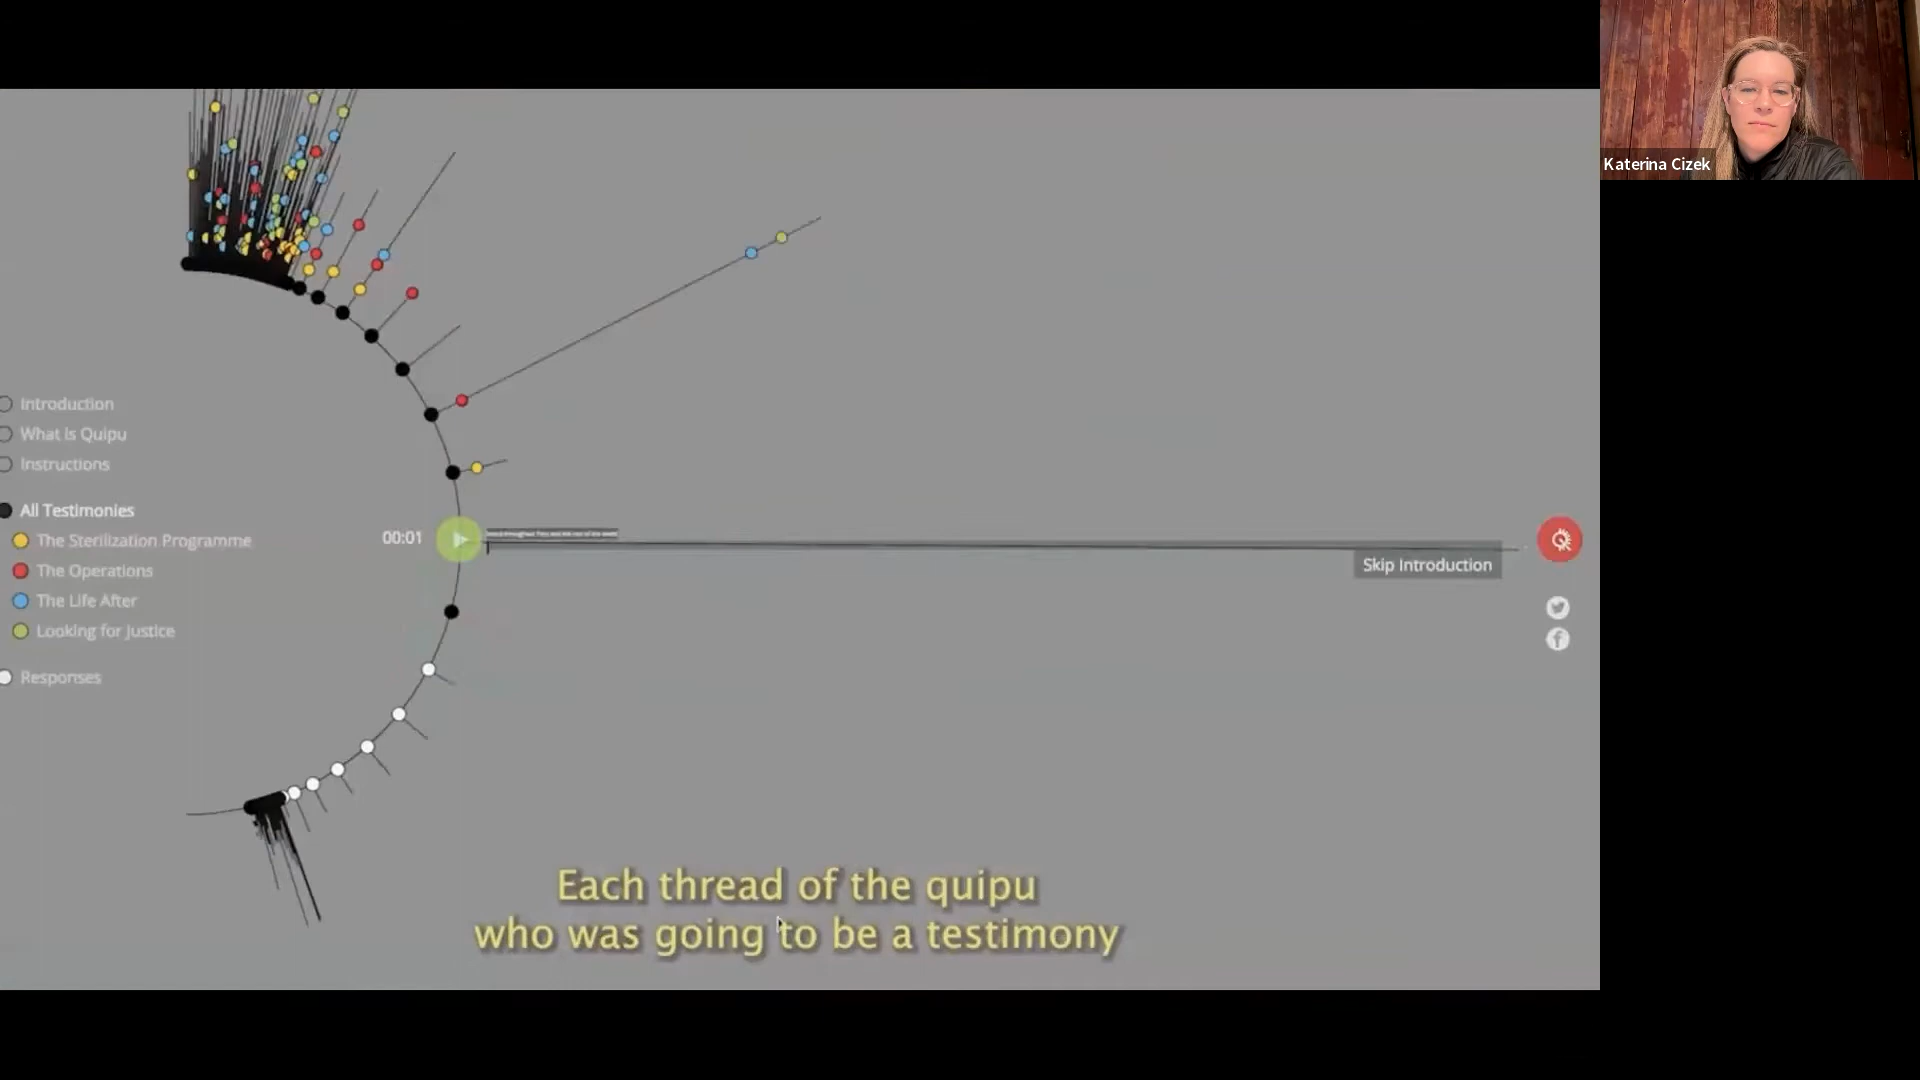 Katerina Cizek
Introduction
What is Quipu
Instructions
All Testimonies
The Sterilization Programme
The Operations
The Life After
Looking for Justice
Responses
00:01
Skip Introduction
Each thread of the quipu
who was going to be a testimony